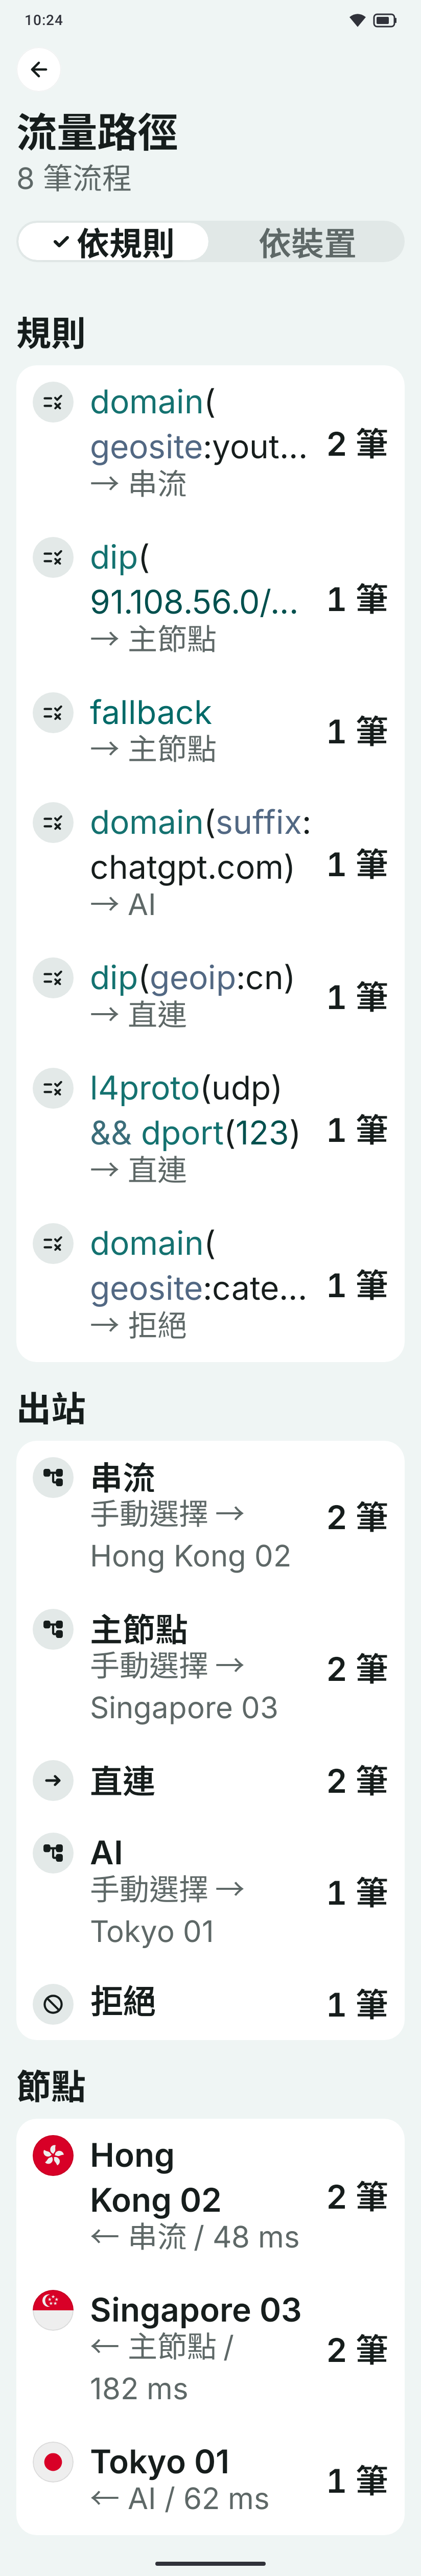 10:24
流量路徑
8 筆流程
依規則
依裝置
規則
domain(
geosite:yout...
→ 串流
2 筆
dip(
91.108.56.0/...
→ 主節點
1 筆
fallback
→ 主節點
1 筆
domain(suffix:
chatgpt.com)
→ AI
1 筆
dip(geoip:cn)
→ 直連
1 筆
l4proto(udp)
&& dport(123)
→ 直連
1 筆
domain(
geosite:cate...
→ 拒絕
1 筆
出站
串流
手動選擇 →
Hong Kong 02
2 筆
主節點
手動選擇 →
Singapore 03
2 筆
直連
2 筆
AI
手動選擇 →
Tokyo 01
1 筆
拒絕
1 筆
節點
Hong
Kong 02
← 串流 / 48 ms
2 筆
Singapore 03
← 主節點 /
182 ms
2 筆
Tokyo 01
← AI / 62 ms
1 筆